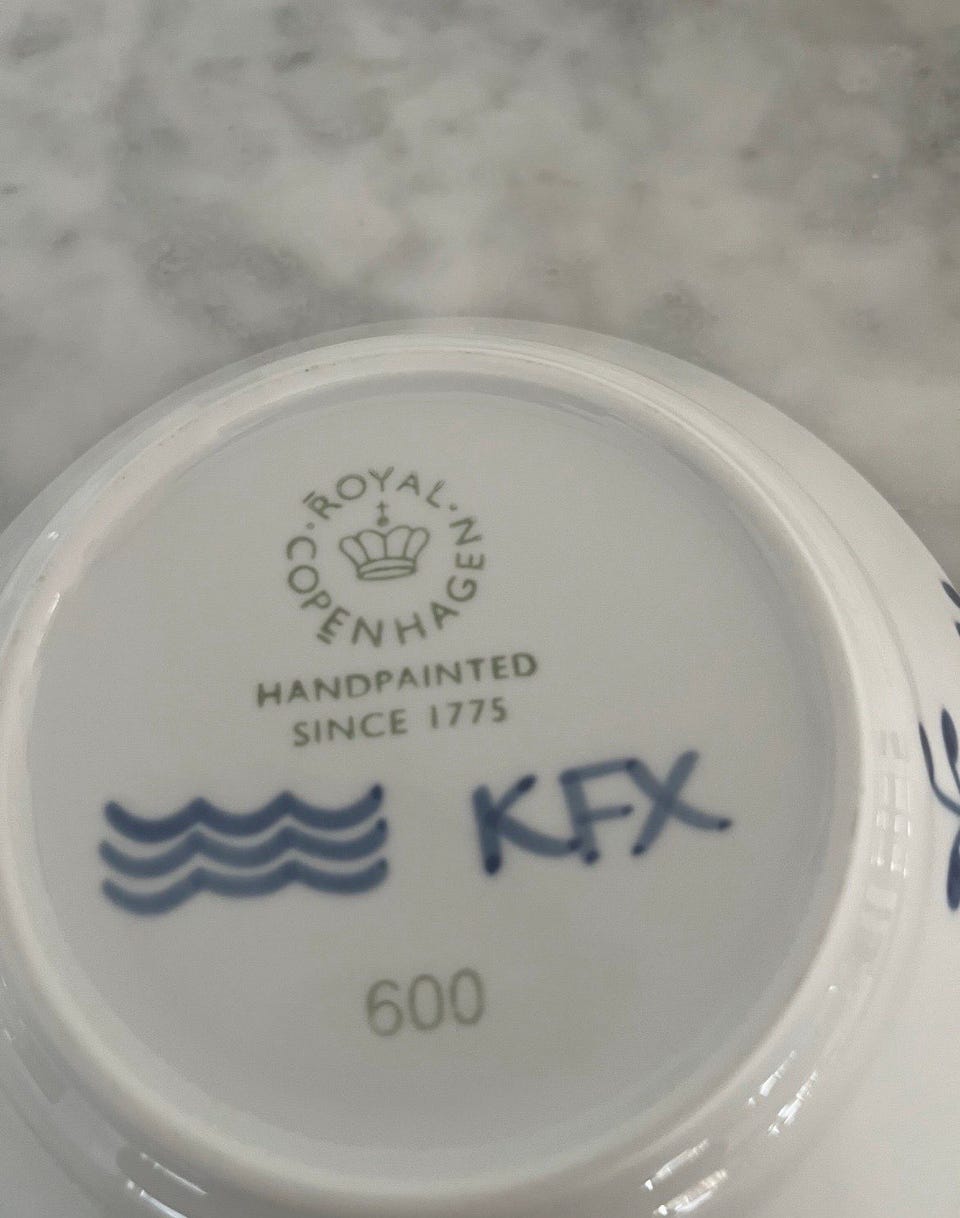 ROYAL
COPENHAGEN
HANDPAINTED
SINCE 1775
KFX
600